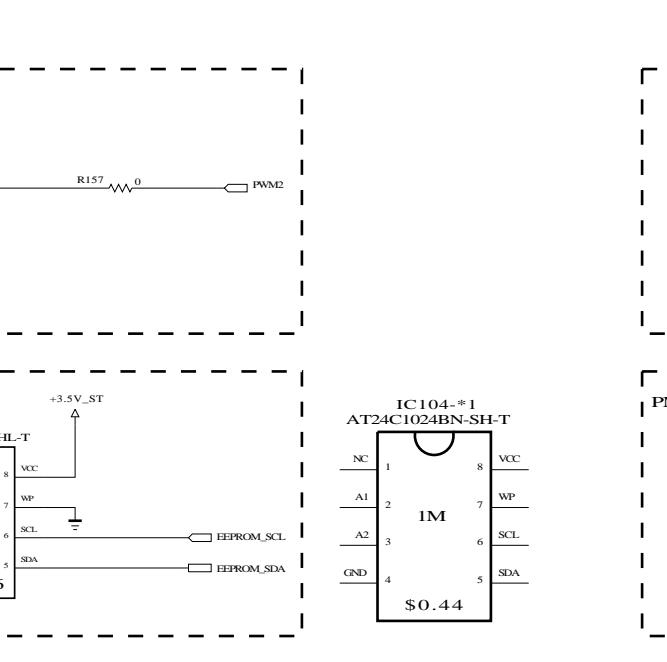 R157 0 PWM2
+3.5V_ST
HL-T
8 VCC
7 WP
6 SCL EEPROM_SCL
5 SDA EEPROM_SDA
IC104-*1
AT24C1024BN-SH-T
NC 1 8 VCC
A1 2 7 WP
1M
A2 3 6 SCL
GND 4 5 SDA
$0.44